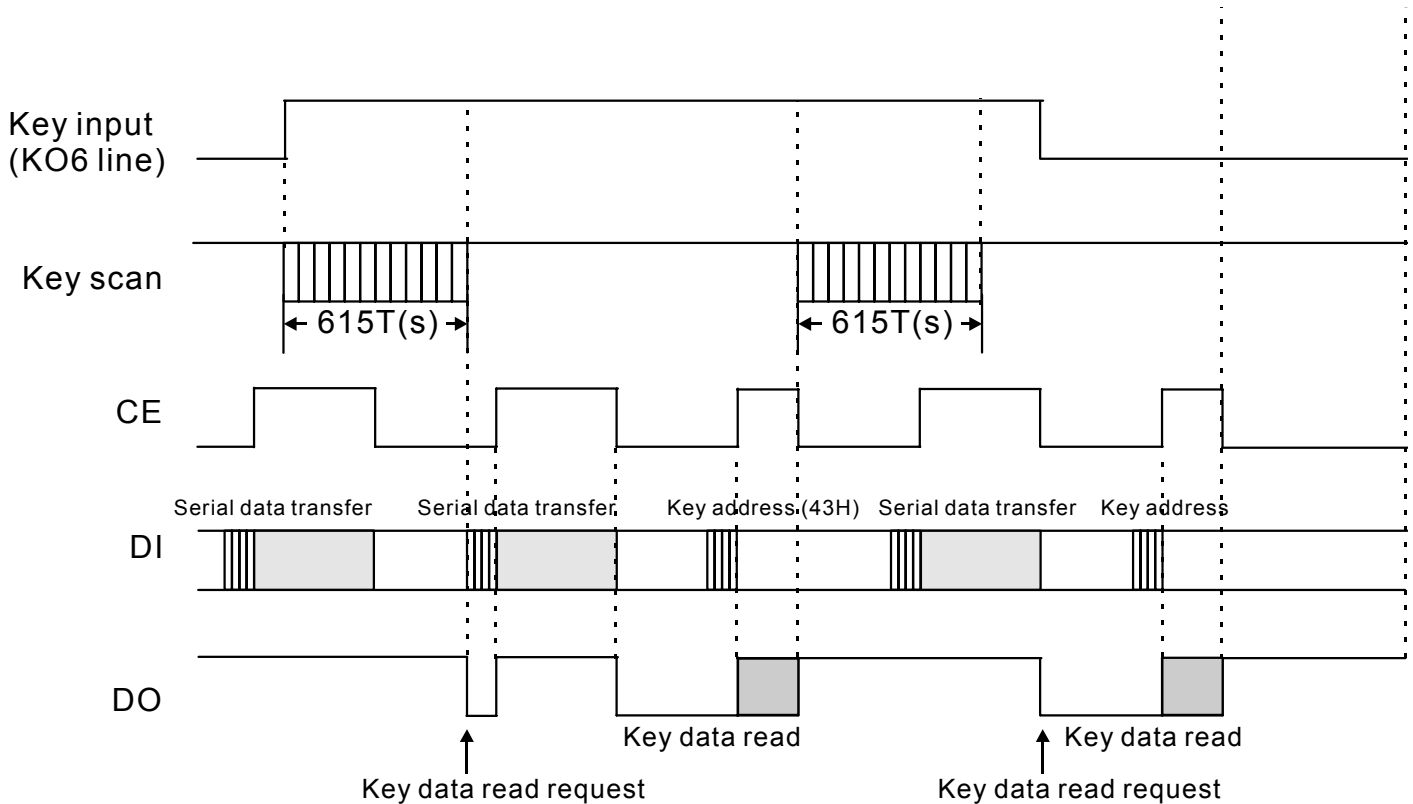 Key input
(KO6 line)
Key scan
615T(s)
615T(s)
CE
Serial data transfer
Serial data transfer
Key address (43H)
Serial data transfer
Key address
DI
DO
Key data read
Key data read
Key data read request
Key data read request